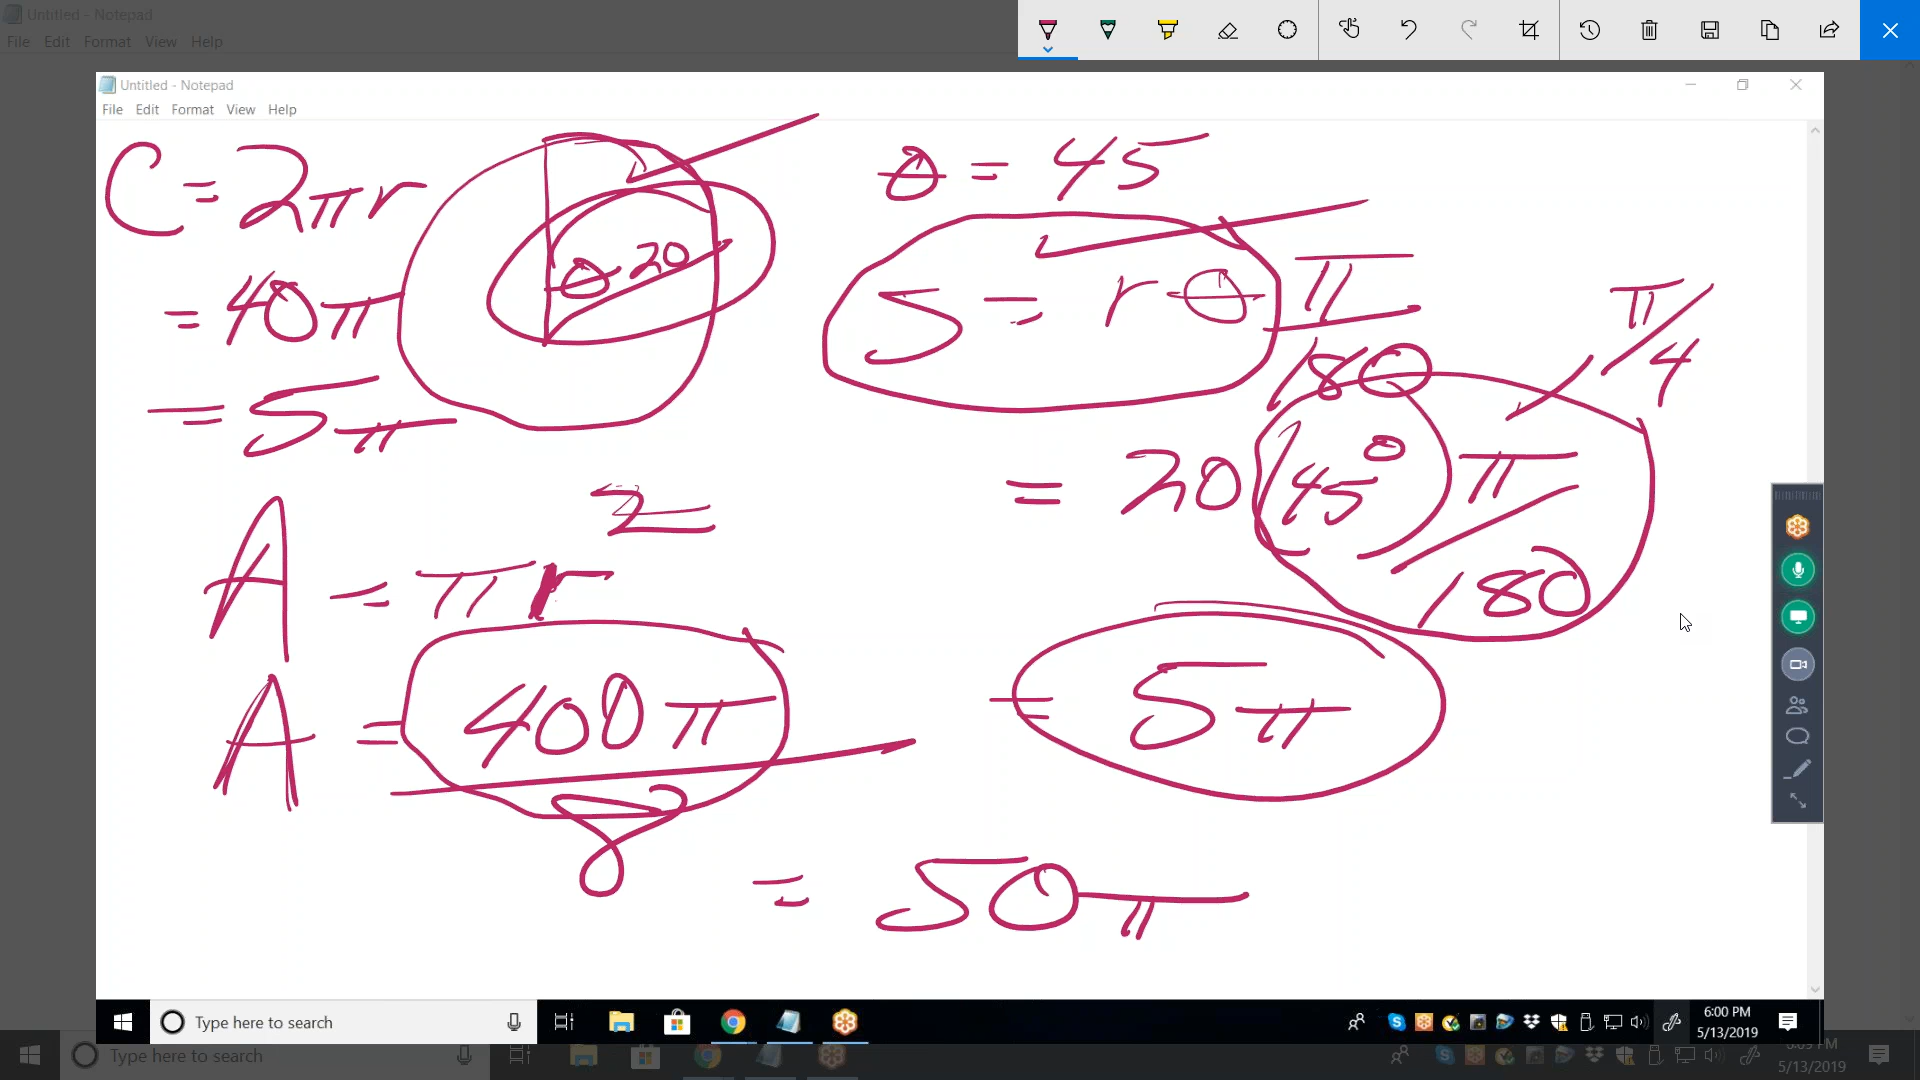 Untitled - Notepad
File Edit Format View Help
Untitled - Notepad
File Edit Format View Help
C = 2πr
= 40π
= 5π
θ 20
θ = 45
S = rθ π/180
π/4
= 20(45°) π/180
= 5π
A = πr²
A = 400π
8
= 50π
Type here to search
6:00 PM
5/13/2019
Type here to search
5/13/2019